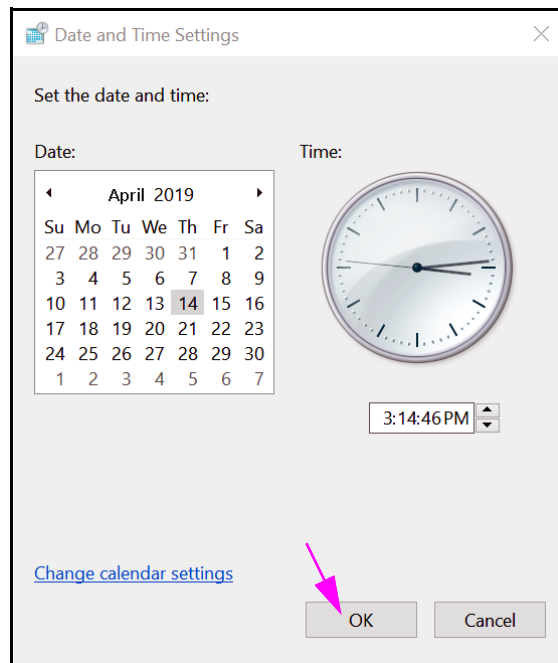 Date and Time Settings
Set the date and time:
Date:
Time:
April 2019
Su Mo Tu We Th Fr Sa
27 28 29 30 31 1 2
3 4 5 6 7 8 9
10 11 12 13 14 15 16
17 18 19 20 21 22 23
24 25 26 27 28 29 30
1 2 3 4 5 6 7
3:14:46 PM
Change calendar settings
OK
Cancel